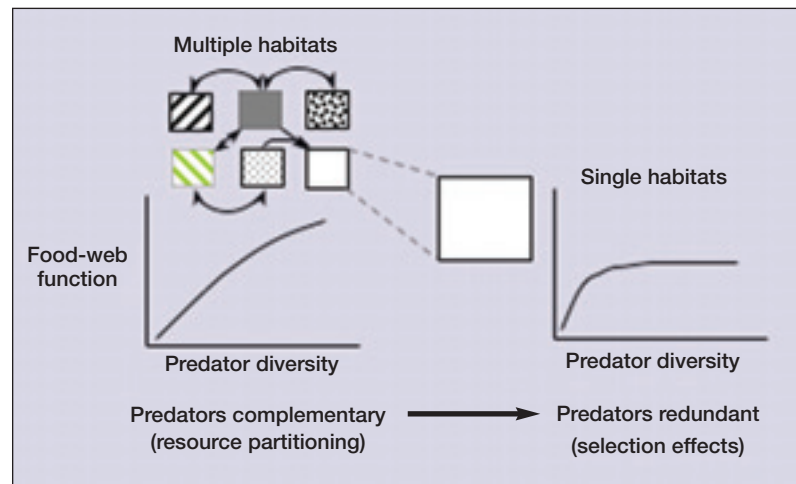 Multiple habitats
Single habitats
Food-web
function
Predator diversity
Predator diversity
Predators complementary
(resource partitioning)
Predators redundant
(selection effects)